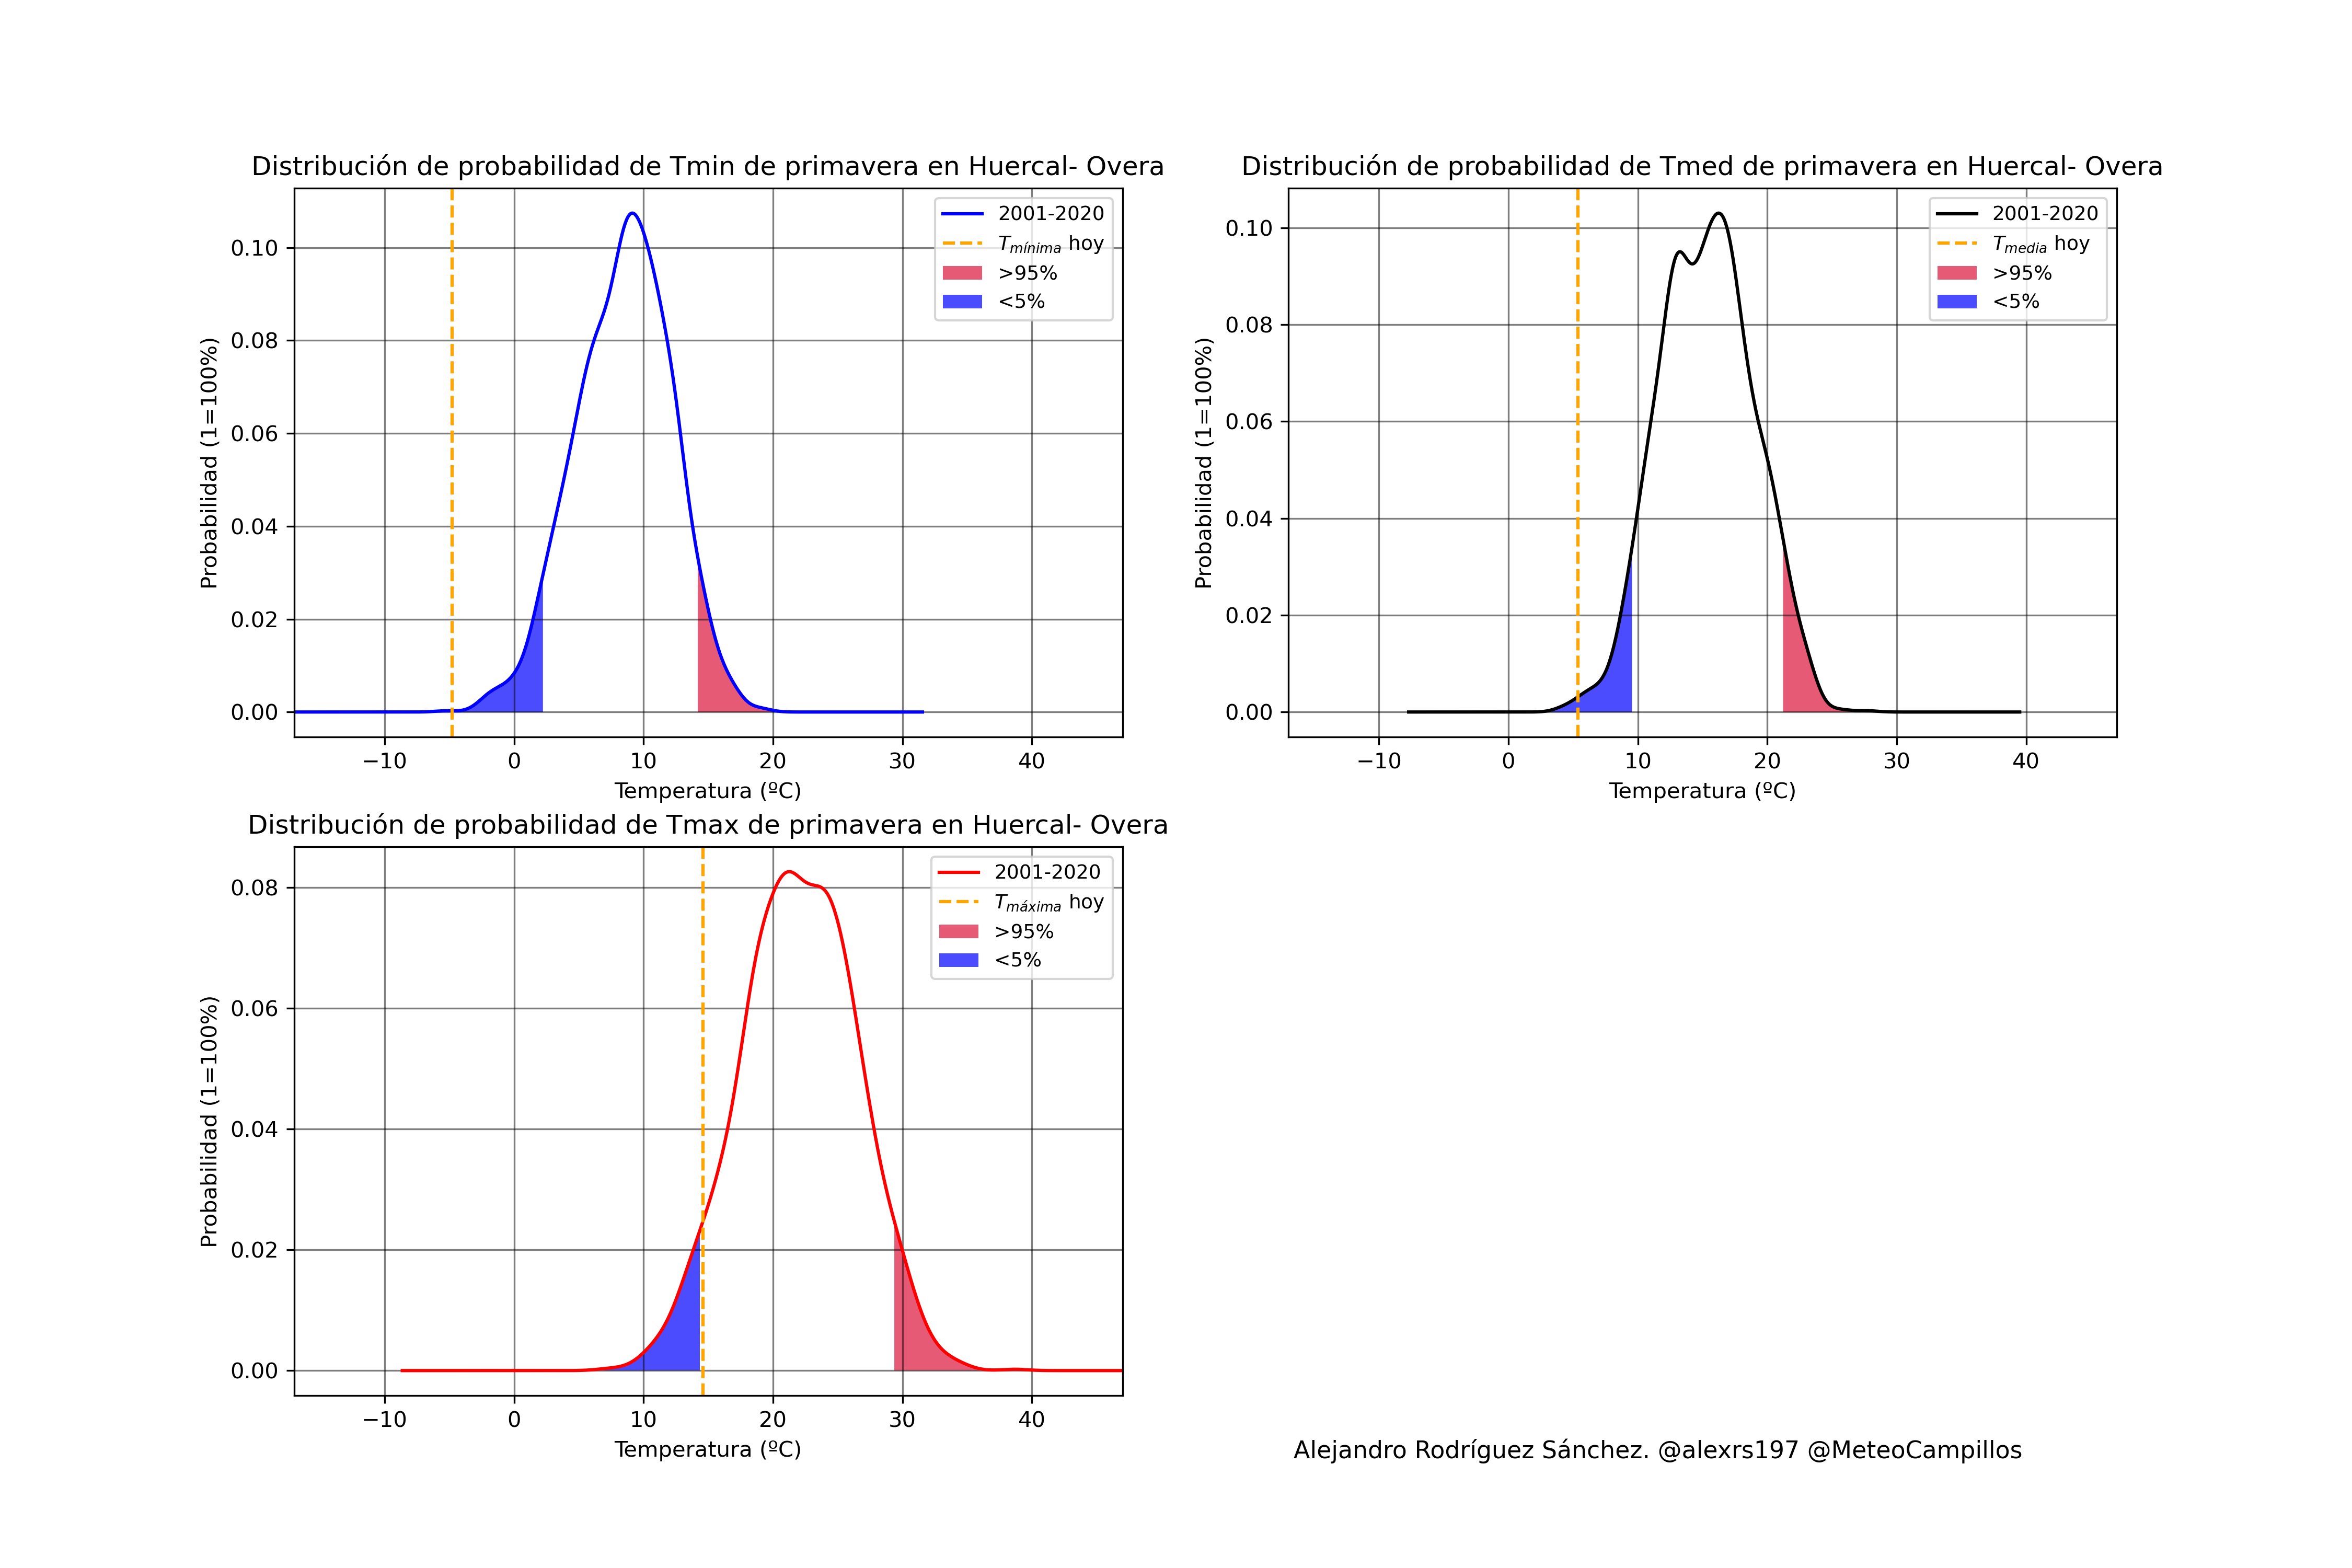 Distribución de probabilidad de Tmin de primavera en Huercal- Overa
Probabilidad (1=100%)
0.10
0.08
0.06
0.04
0.02
0.00
−10 0 10 20 30 40
Temperatura (ºC)
2001-2020
Tmínima hoy
>95%
<5%
Distribución de probabilidad de Tmed de primavera en Huercal- Overa
Probabilidad (1=100%)
0.10
0.08
0.06
0.04
0.02
0.00
−10 0 10 20 30 40
Temperatura (ºC)
2001-2020
Tmedia hoy
>95%
<5%
Distribución de probabilidad de Tmax de primavera en Huercal- Overa
Probabilidad (1=100%)
0.08
0.06
0.04
0.02
0.00
−10 0 10 20 30 40
Temperatura (ºC)
2001-2020
Tmáxima hoy
>95%
<5%
Alejandro Rodríguez Sánchez. @alexrs197 @MeteoCampillos